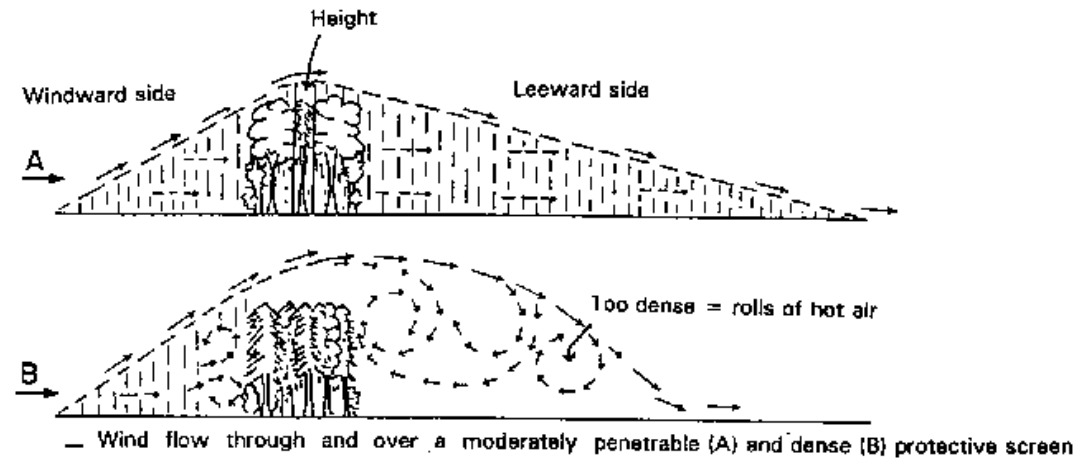 Height
Windward side
Leeward side
A
Too dense = rolls of hot air
B
— Wind flow through and over a moderately penetrable (A) and dense (B) protective screen